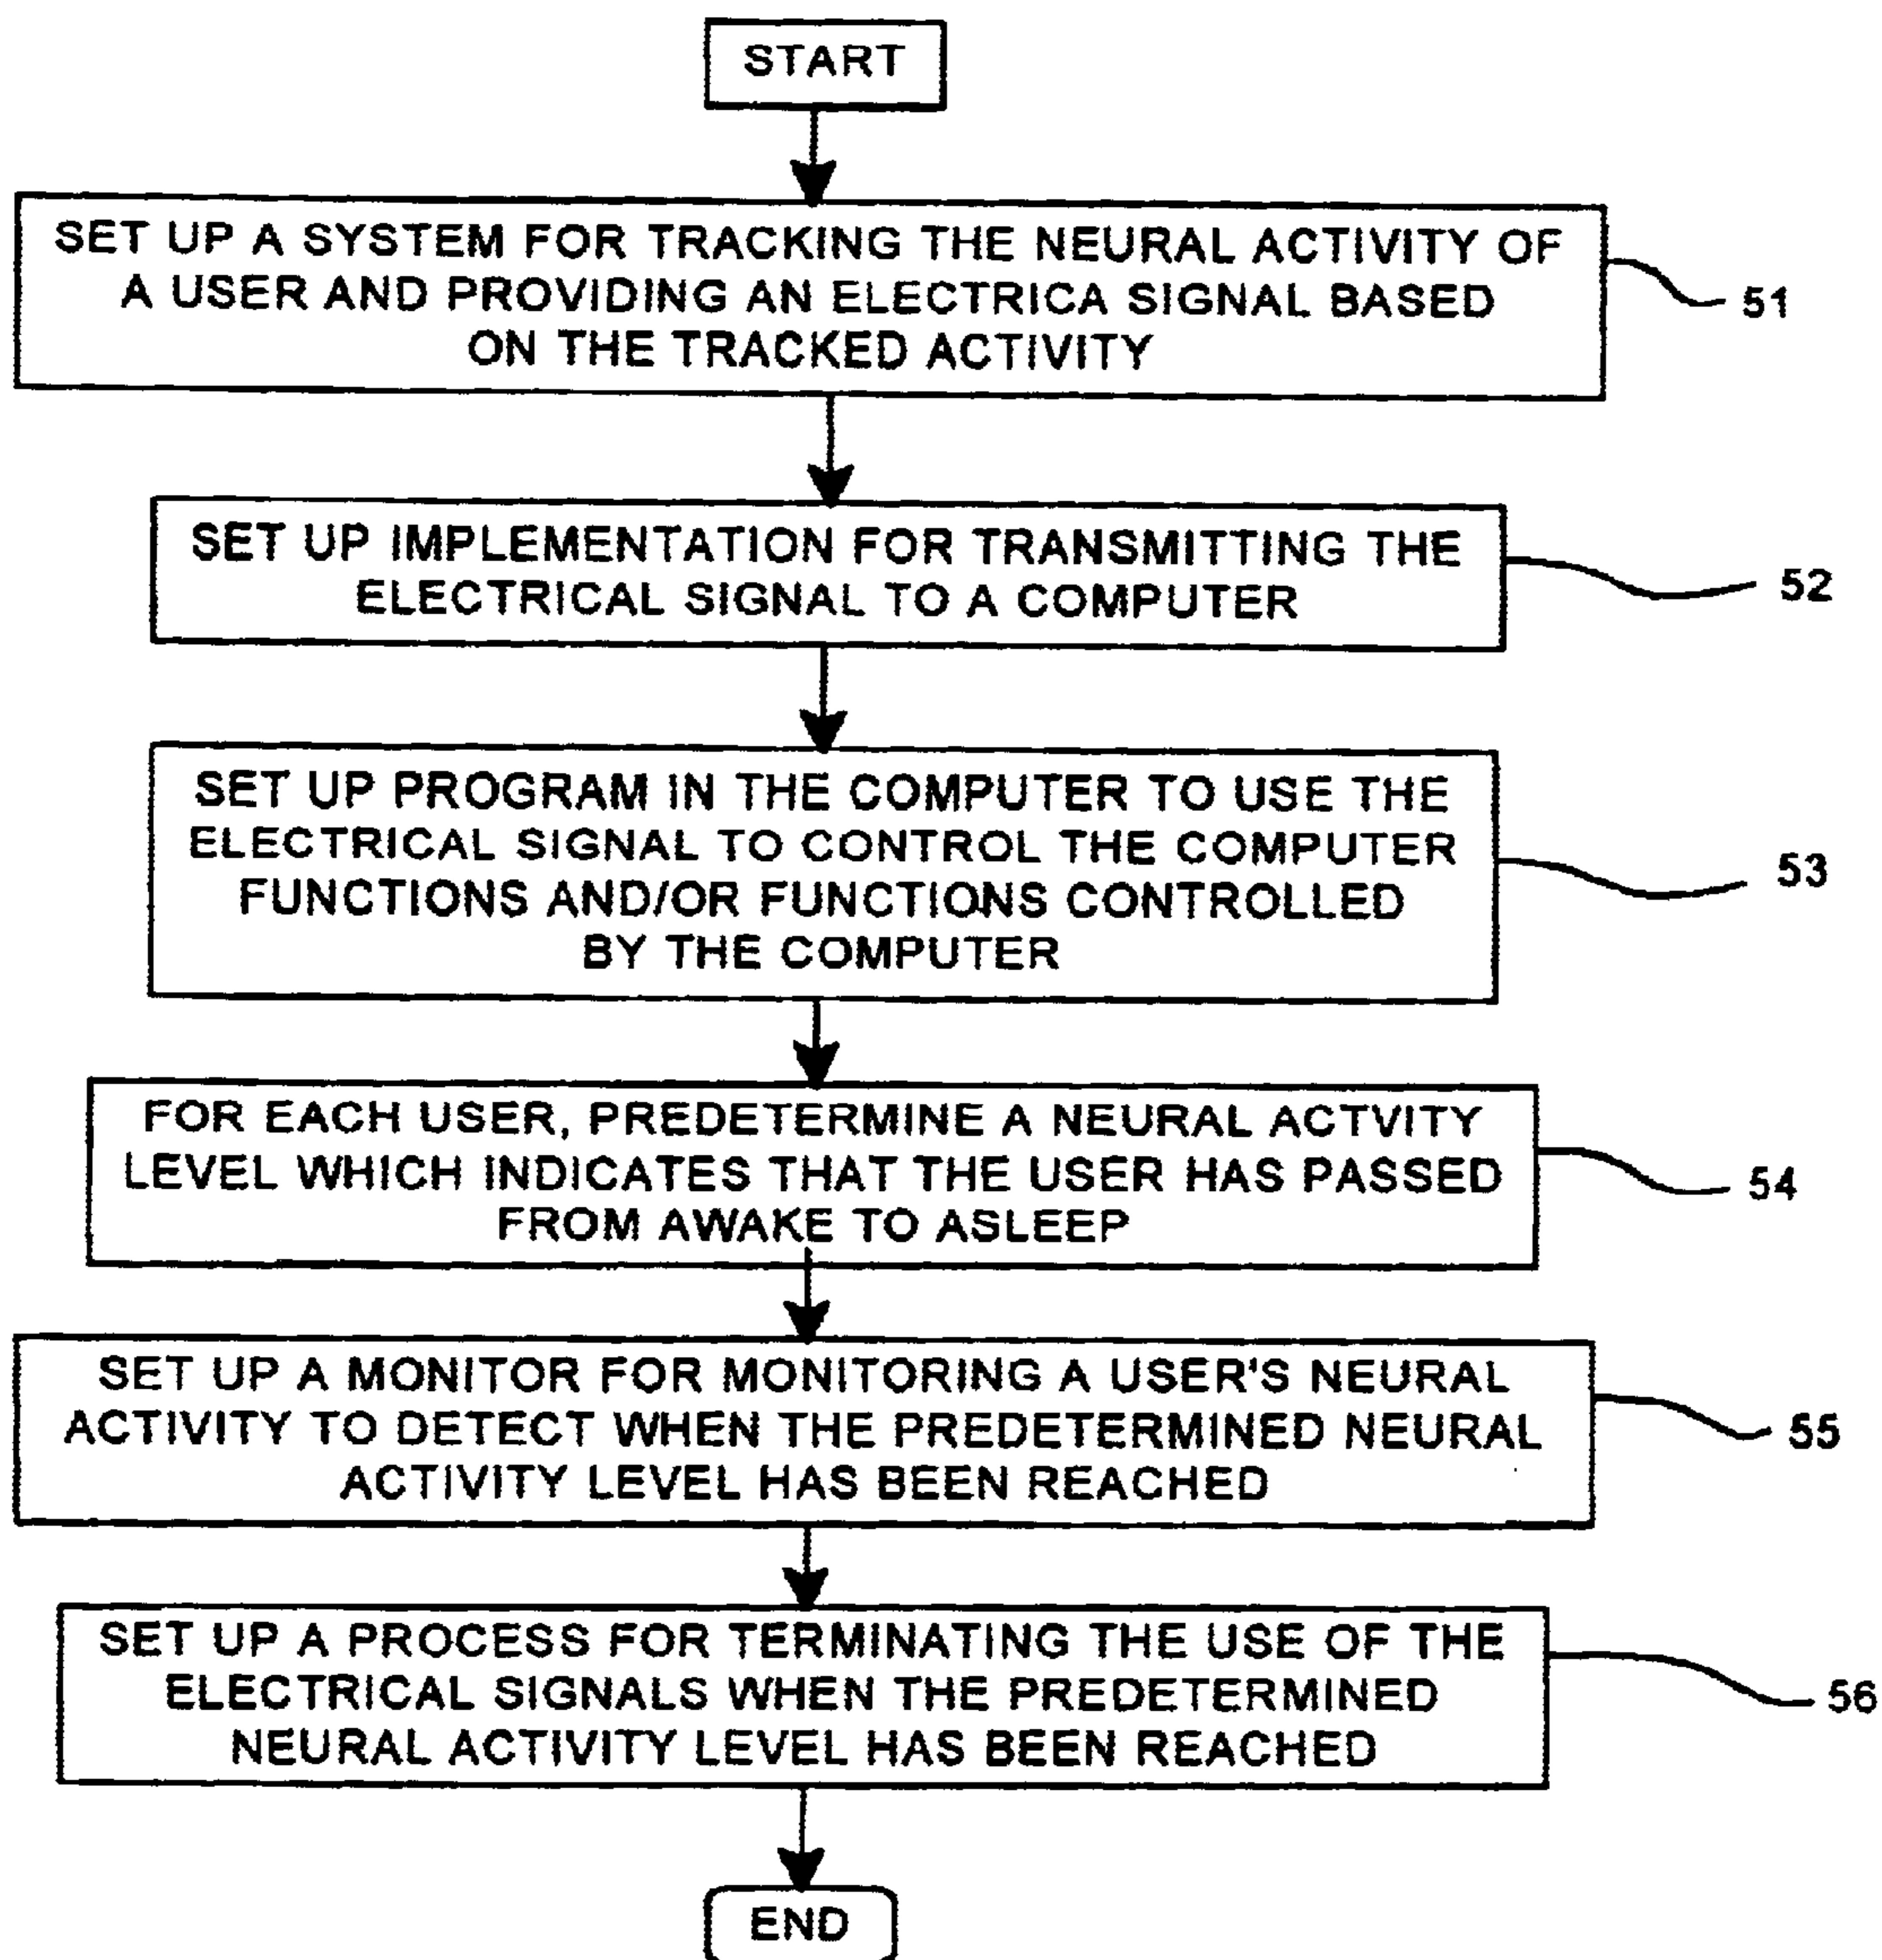 START
SET UP A SYSTEM FOR TRACKING THE NEURAL ACTIVITY OF
A USER AND PROVIDING AN ELECTRICA SIGNAL BASED
ON THE TRACKED ACTIVITY
51
SET UP IMPLEMENTATION FOR TRANSMITTING THE
ELECTRICAL SIGNAL TO A COMPUTER
52
SET UP PROGRAM IN THE COMPUTER TO USE THE
ELECTRICAL SIGNAL TO CONTROL THE COMPUTER
FUNCTIONS AND/OR FUNCTIONS CONTROLLED
BY THE COMPUTER
53
FOR EACH USER, PREDETERMINE A NEURAL ACTVITY
LEVEL WHICH INDICATES THAT THE USER HAS PASSED
FROM AWAKE TO ASLEEP
54
SET UP A MONITOR FOR MONITORING A USER'S NEURAL
ACTIVITY TO DETECT WHEN THE PREDETERMINED NEURAL
ACTIVITY LEVEL HAS BEEN REACHED
55
SET UP A PROCESS FOR TERMINATING THE USE OF THE
ELECTRICAL SIGNALS WHEN THE PREDETERMINED
NEURAL ACTIVITY LEVEL HAS BEEN REACHED
56
END